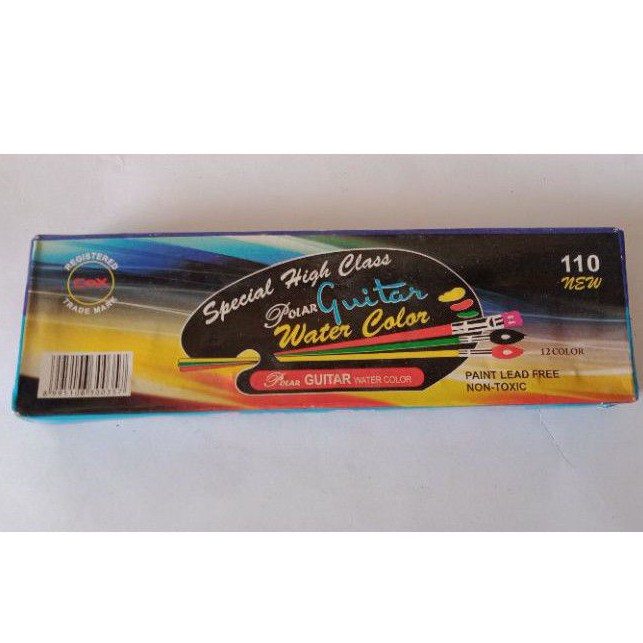 REGISTERED
CoX
TRADE MARK
Special High Class
POLAR Guitar
Water Color
POLAR GUITAR WATER COLOR
110
NEW
12 COLOR
PAINT LEAD FREE
NON-TOXIC